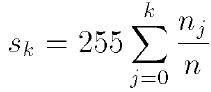 s_k = 255 \sum_{j=0}^{k} \frac{n_j}{n}